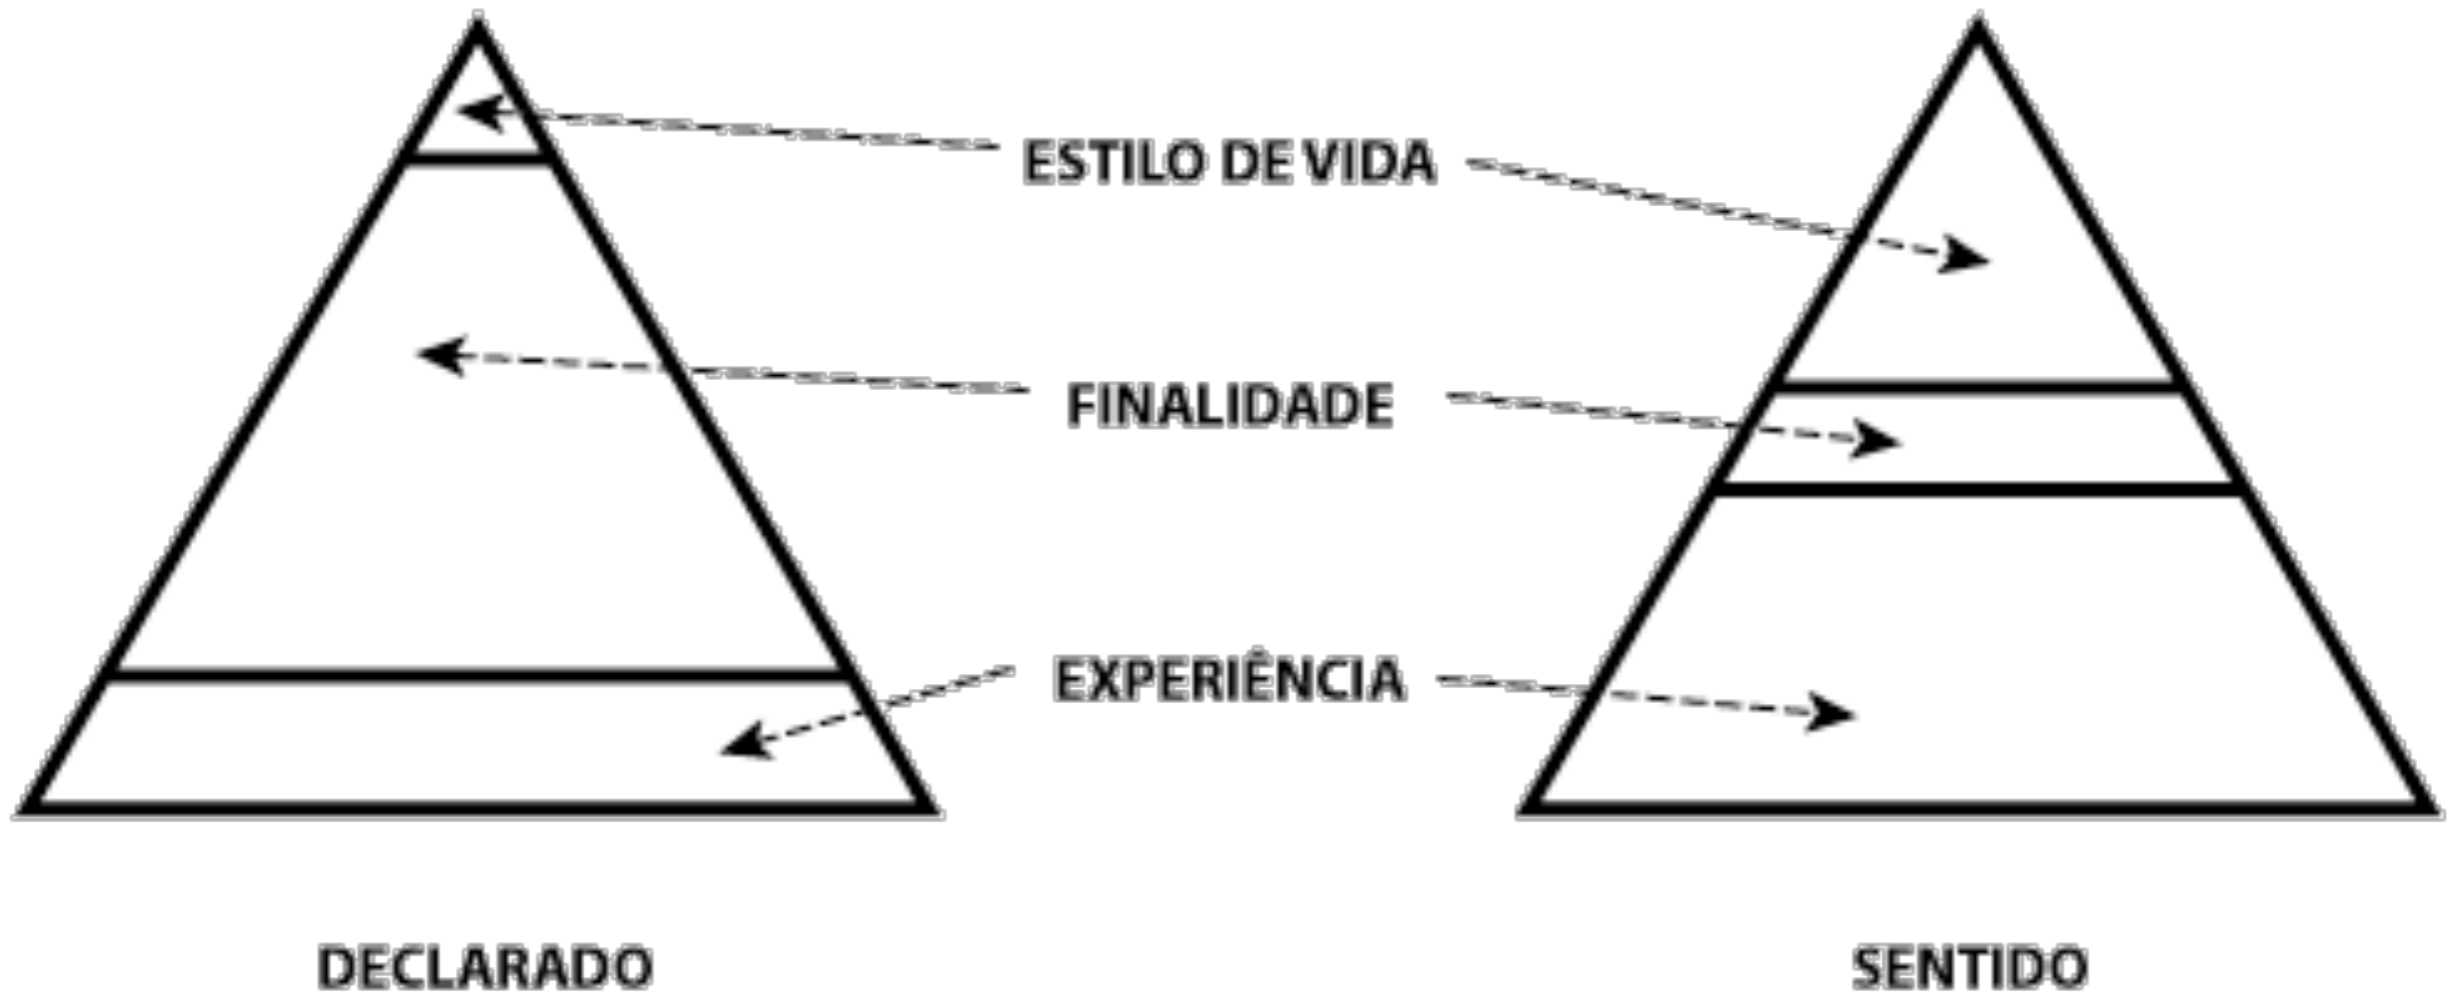 ESTILO DE VIDA
FINALIDADE
EXPERIÊNCIA
DECLARADO
SENTIDO